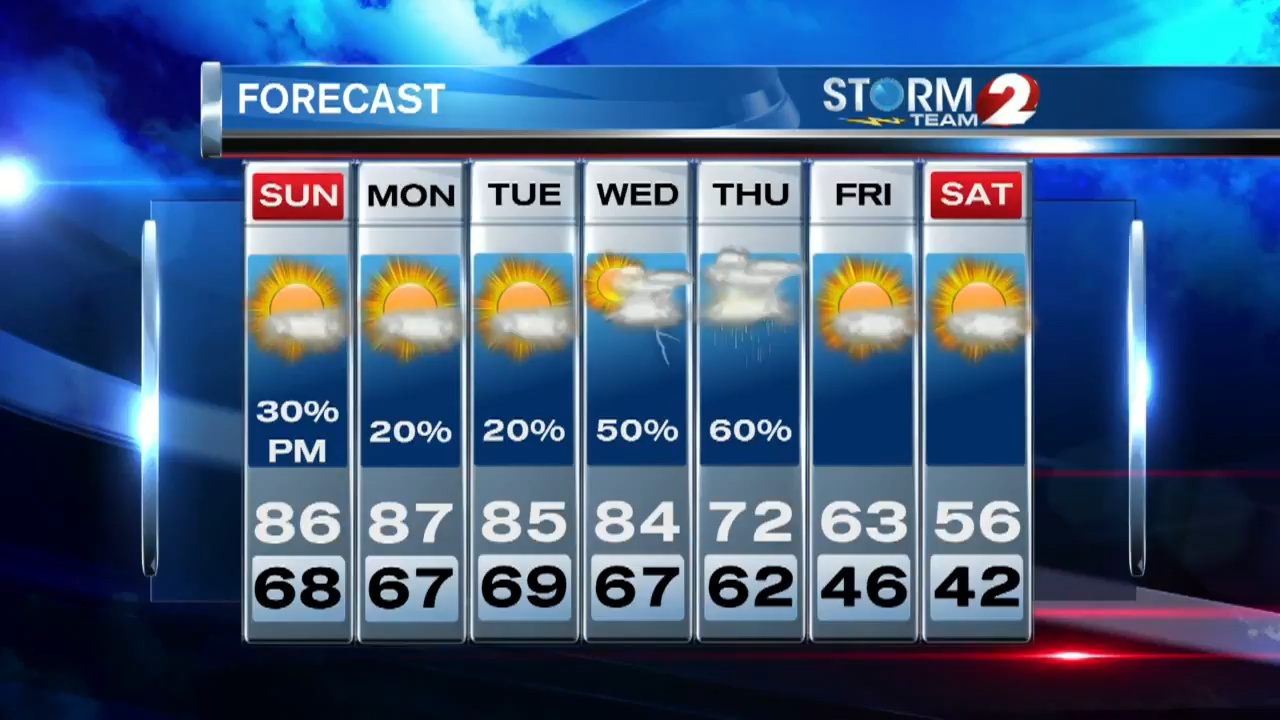 FORECAST
STORM
TEAM 2
SUN MON TUE WED THU FRI SAT
30%
PM 20% 20% 50% 60%
86 87 85 84 72 63 56
68 67 69 67 62 46 42